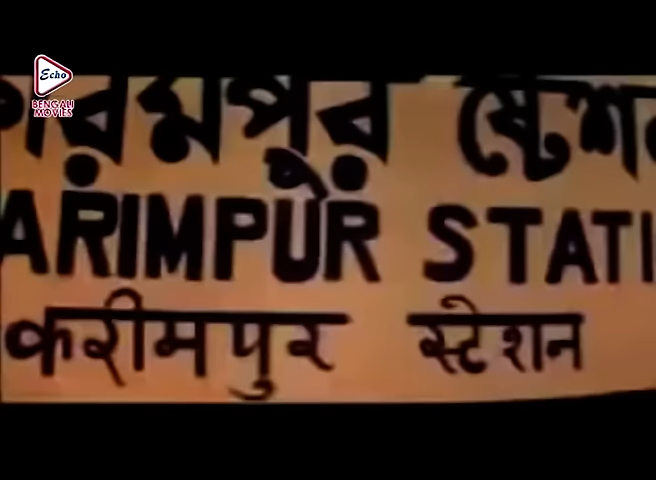 Echo
BENGALI
MOVIES
রিমপুর ষ্টেশ
ARIMPUR STATI
करीमपुर स्टेशन